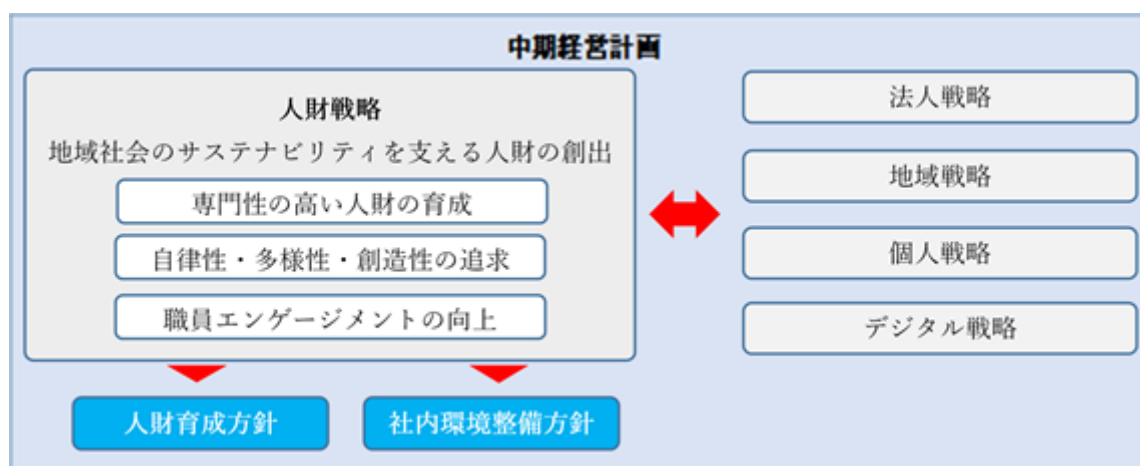 中期経営計画
人財戦略
地域社会のサステナビリティを支える人財の創出
専門性の高い人財の育成
自律性・多様性・創造性の追求
職員エンゲージメントの向上
人財育成方針
社内環境整備方針
法人戦略
地域戦略
個人戦略
デジタル戦略